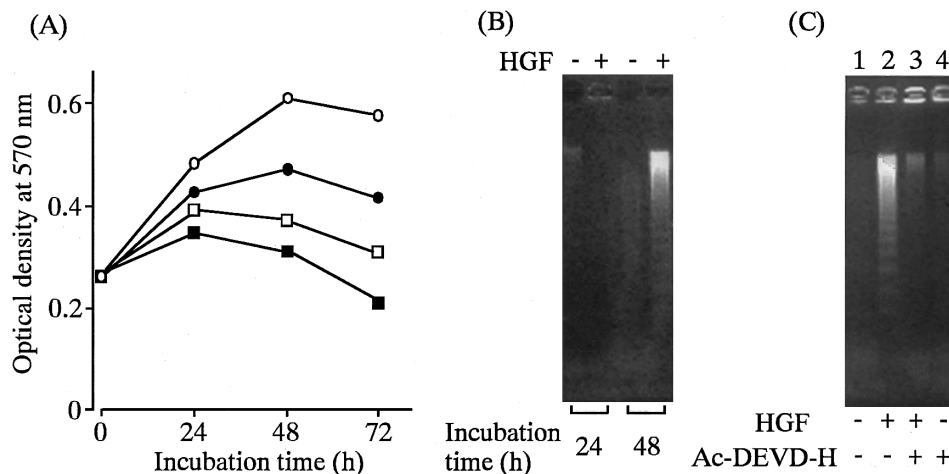 (A)
Optical density at 570 nm
0.6
0.4
0.2
0
0 24 48 72
Incubation time (h)
(B)
HGF - + - +
Incubation time (h) 24 48
(C)
1 2 3 4
HGF - + + -
Ac-DEVD-H - - + +